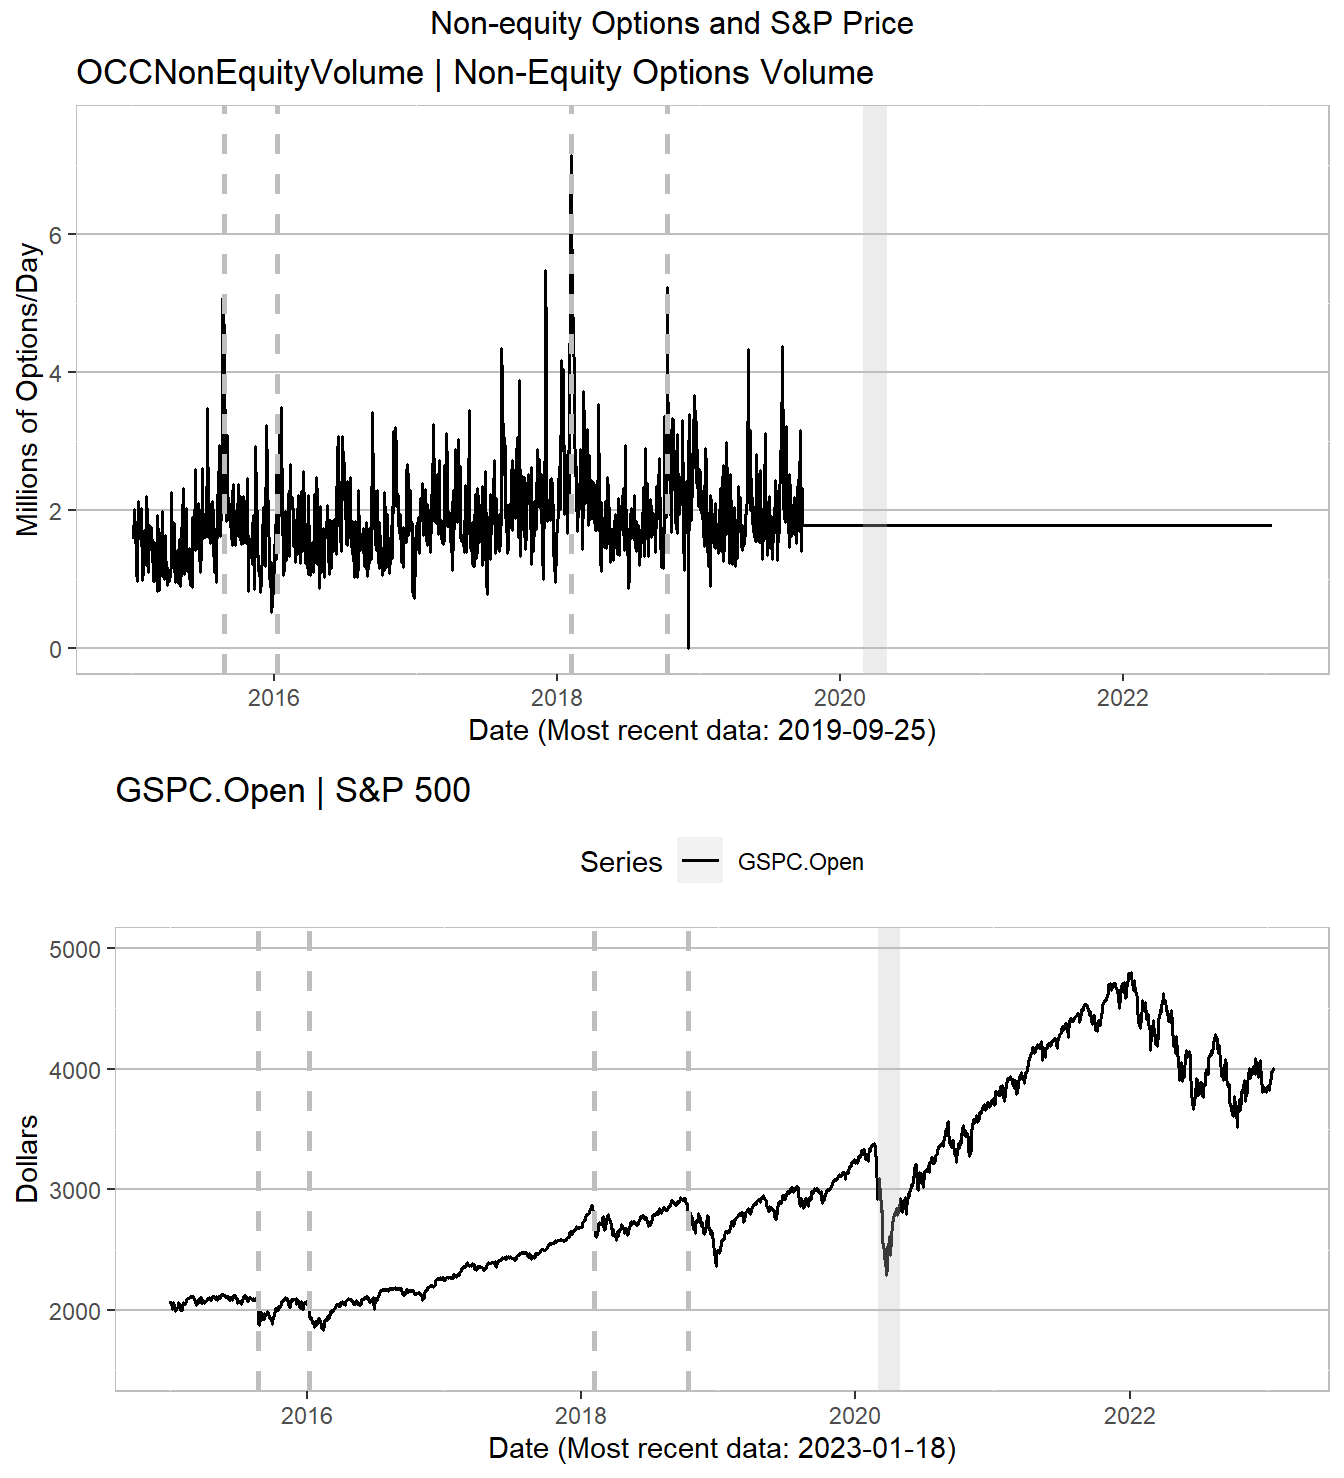 Non-equity Options and S&P Price
OCCNonEquityVolume | Non-Equity Options Volume
Millions of Options/Day
6
4
2
0
2016
2018
2020
2022
Date (Most recent data: 2019-09-25)
GSPC.Open | S&P 500
Series GSPC.Open
Dollars
5000
4000
3000
2000
2016
2018
2020
2022
Date (Most recent data: 2023-01-18)